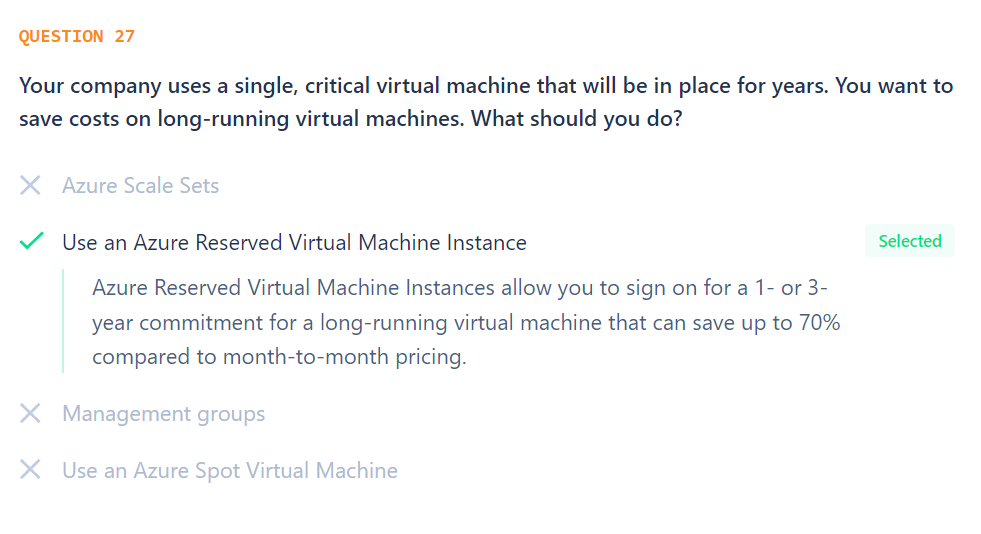 QUESTION 27
Your company uses a single, critical virtual machine that will be in place for years. You want to
save costs on long-running virtual machines. What should you do?
Azure Scale Sets
Use an Azure Reserved Virtual Machine Instance
Selected
Azure Reserved Virtual Machine Instances allow you to sign on for a 1- or 3-
year commitment for a long-running virtual machine that can save up to 70%
compared to month-to-month pricing.
Management groups
Use an Azure Spot Virtual Machine